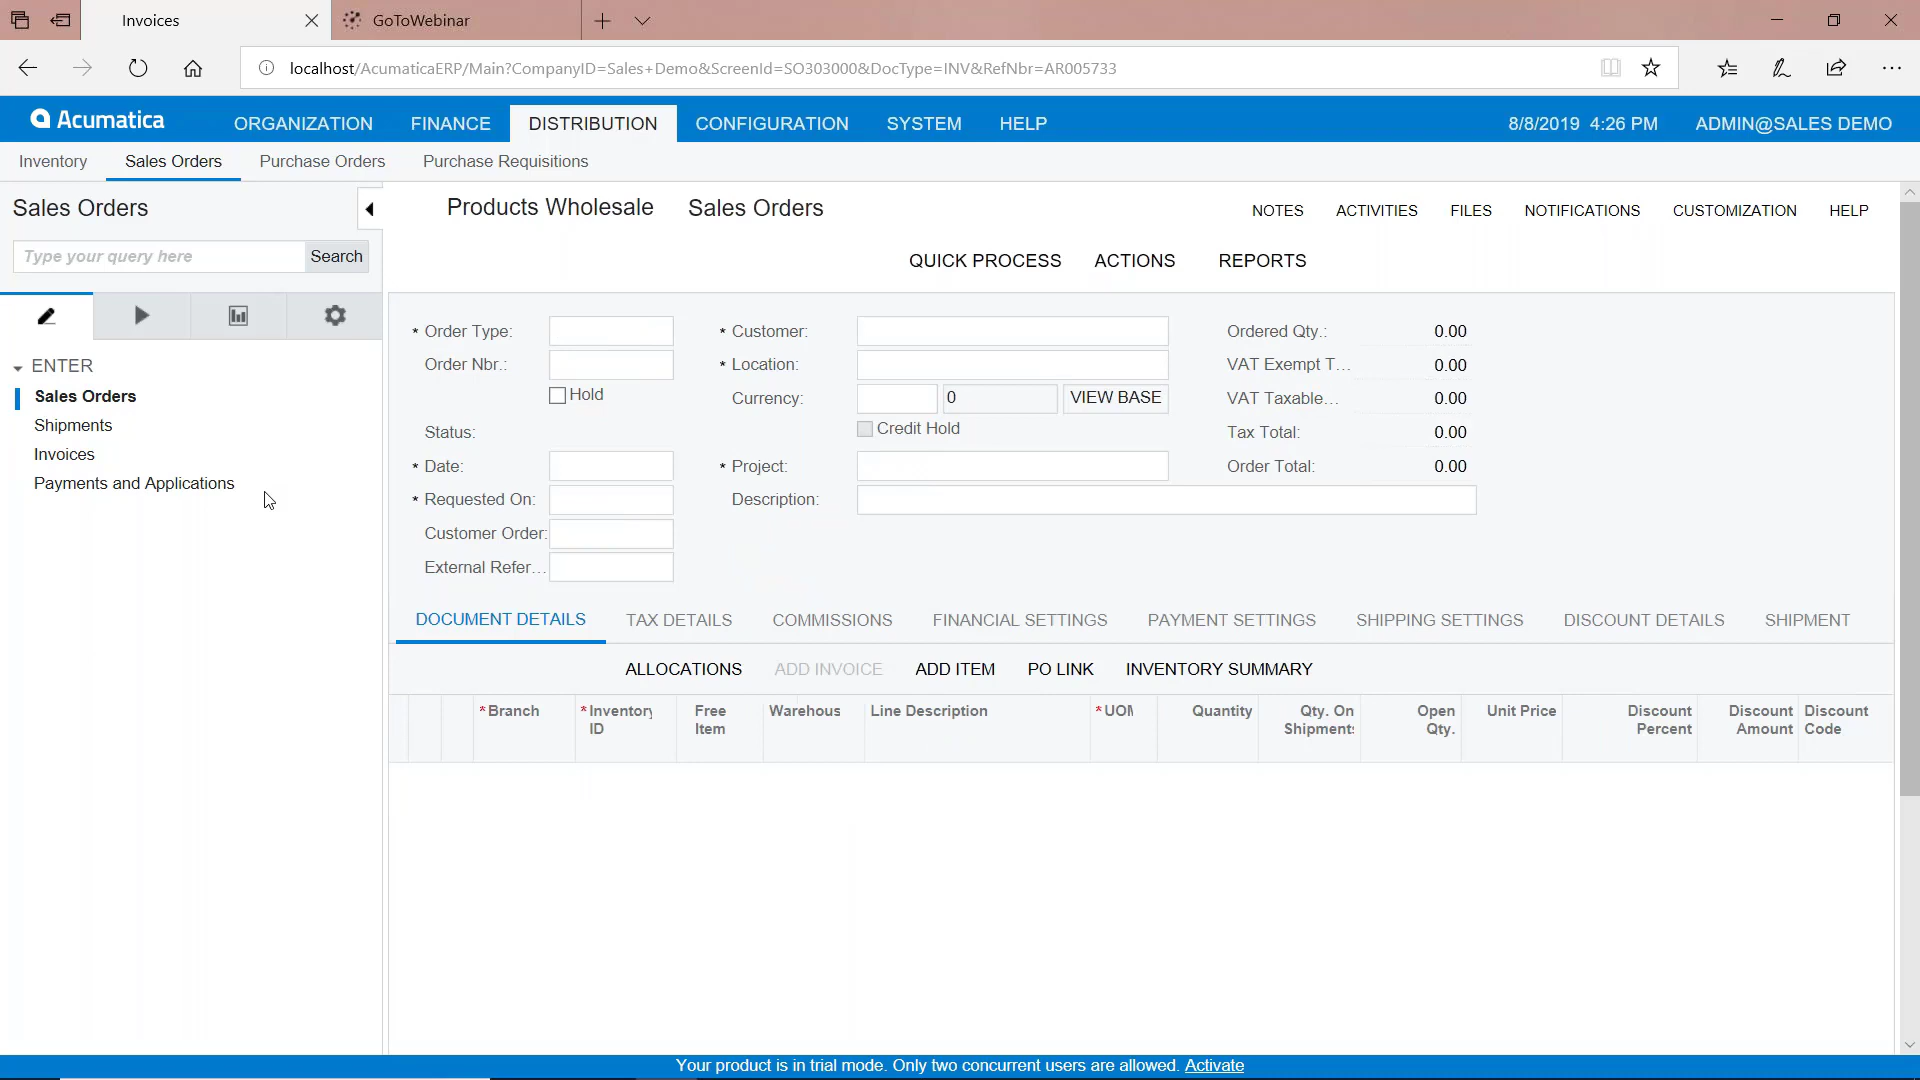 Invoices
GoToWebinar
localhost/AcumaticaERP/Main?CompanyID=Sales+Demo&ScreenId=SO303000&DocType=INV&RefNbr=AR005733
Acumatica
ORGANIZATION FINANCE DISTRIBUTION CONFIGURATION SYSTEM HELP
8/8/2019 4:26 PM ADMIN@SALES DEMO
Inventory Sales Orders Purchase Orders Purchase Requisitions
Sales Orders
Type your query here Search
ENTER
Sales Orders
Shipments
Invoices
Payments and Applications
Products Wholesale Sales Orders
NOTES ACTIVITIES FILES NOTIFICATIONS CUSTOMIZATION HELP
QUICK PROCESS ACTIONS REPORTS
* Order Type:
Order Nbr.:
Hold
Status:
* Date:
* Requested On:
Customer Order:
External Refer...
* Customer:
* Location:
Currency: 0 VIEW BASE
Credit Hold
* Project:
Description:
Ordered Qty.: 0.00
VAT Exempt T... 0.00
VAT Taxable... 0.00
Tax Total: 0.00
Order Total: 0.00
DOCUMENT DETAILS TAX DETAILS COMMISSIONS FINANCIAL SETTINGS PAYMENT SETTINGS SHIPPING SETTINGS DISCOUNT DETAILS SHIPMENT
ALLOCATIONS ADD INVOICE ADD ITEM PO LINK INVENTORY SUMMARY
* Branch
* Inventory
ID
Free
Item
Warehous
Line Description
* UOM
Quantity
Qty. On
Shipments
Open
Qty.
Unit Price
Discount
Percent
Discount
Amount
Discount
Code
Your product is in trial mode. Only two concurrent users are allowed. Activate